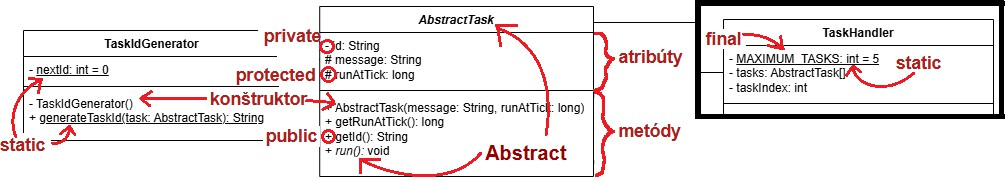 TaskIdGenerator
- nextId: int = 0
- TaskIdGenerator()
+ generateTaskId(task: AbstractTask): String
static
private
protected
konštruktor
public
AbstractTask
- id: String
# message: String
# runAtTick: long
+ AbstractTask(message: String, runAtTick: long)
+ getRunAtTick(): long
+ getId(): String
+ run(): void
Abstract
atribúty
metódy
final
TaskHandler
- MAXIMUM_TASKS: int = 5
- tasks: AbstractTask[]
- taskIndex: int
static